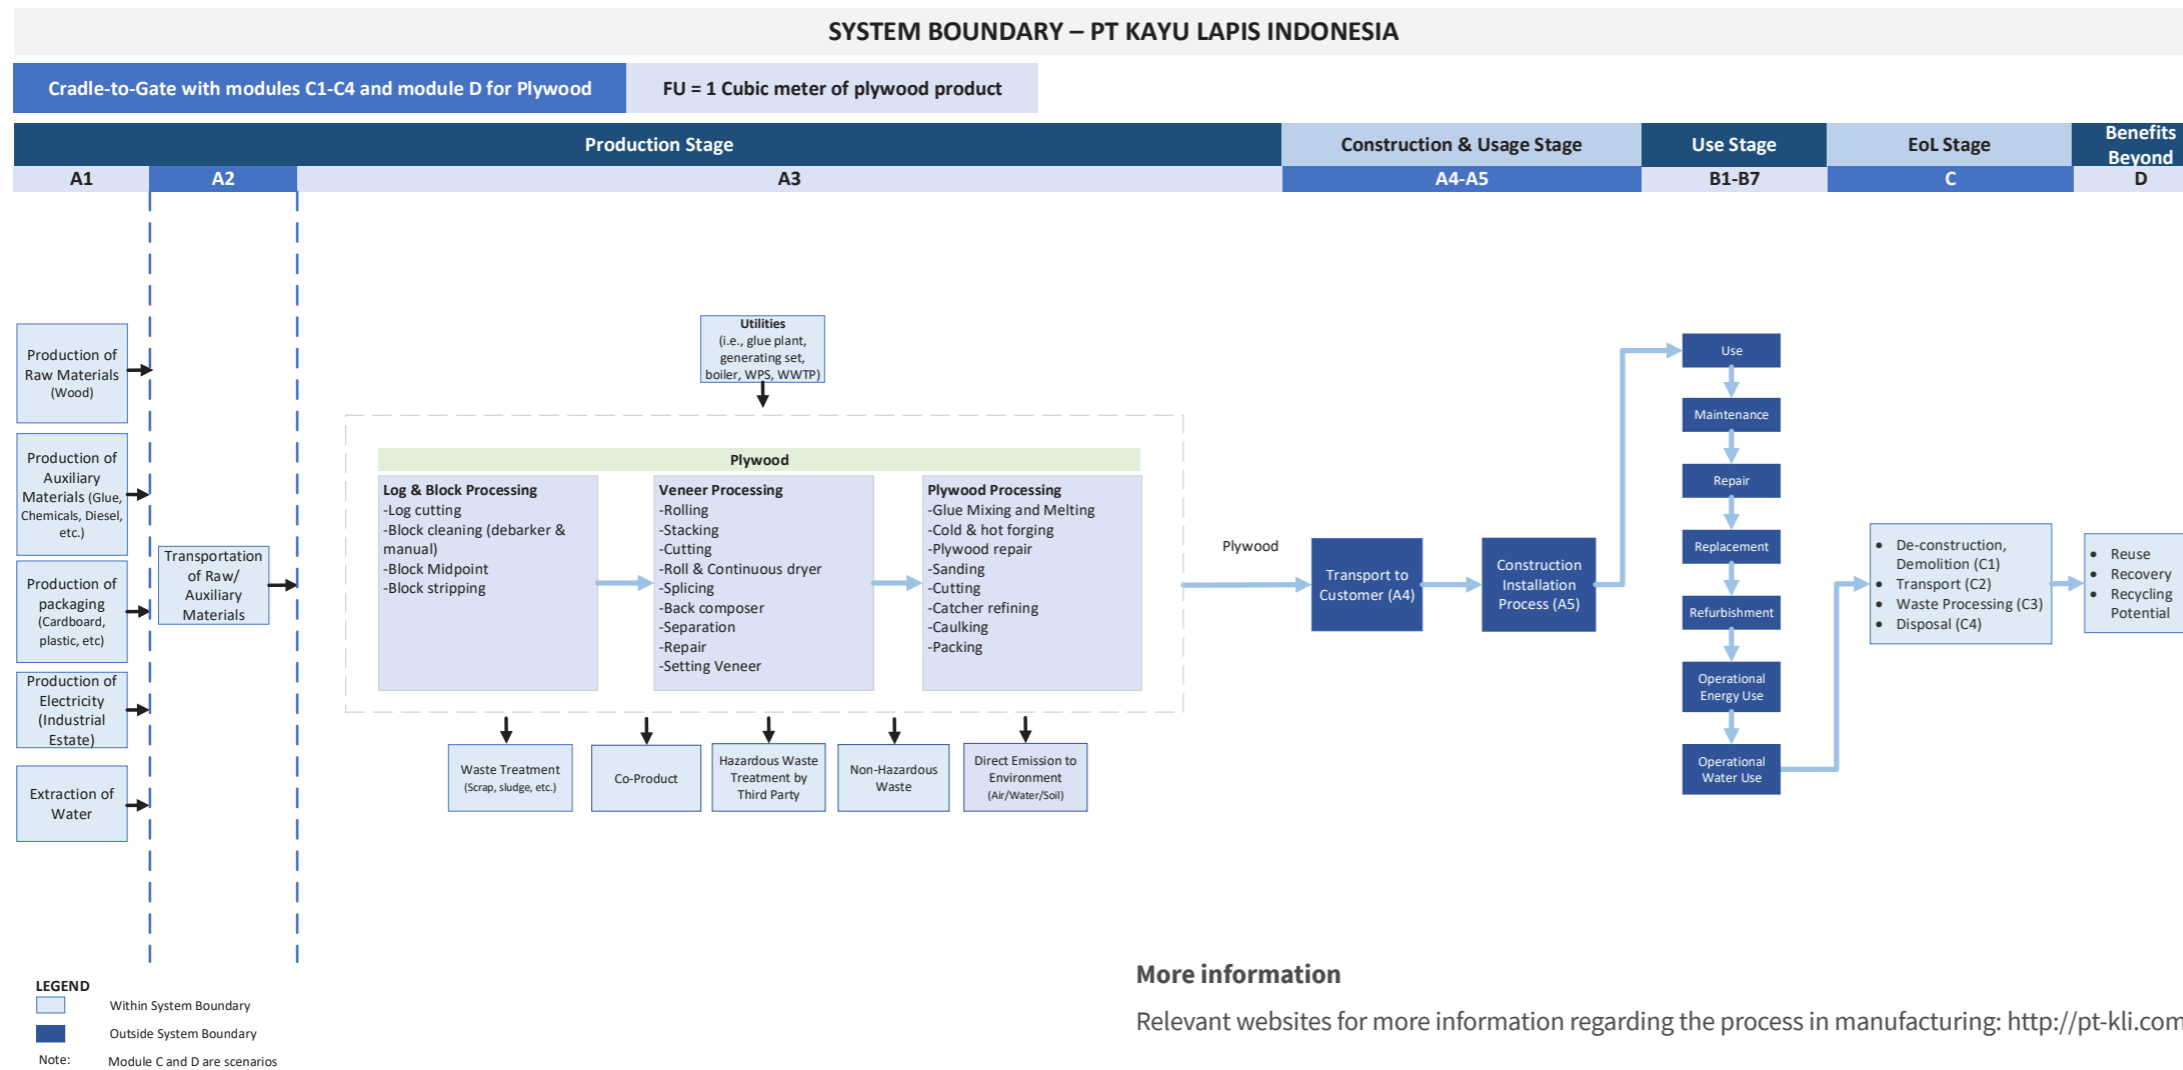 SYSTEM BOUNDARY – PT KAYU LAPIS INDONESIA
Cradle-to-Gate with modules C1-C4 and module D for Plywood
FU = 1 Cubic meter of plywood product
Production Stage
Construction & Usage Stage
Use Stage
EoL Stage
Benefits
Beyond
A1
A2
A3
A4-A5
B1-B7
C
D
Production of
Raw Materials
(Wood)
Production of
Auxiliary
Materials (Glue,
Chemicals, Diesel,
etc.)
Production of
packaging
(Cardboard,
plastic, etc)
Production of
Electricity
(Industrial
Estate)
Extraction of
Water
Transportation
of Raw/
Auxiliary
Materials
Utilities
(i.e., glue plant,
generating set,
boiler, WPS, WWTP)
Plywood
Log & Block Processing
-Log cutting
-Block cleaning (debarker &
manual)
-Block Midpoint
-Block stripping
Veneer Processing
-Rolling
-Stacking
-Cutting
-Roll & Continuous dryer
-Splicing
-Back composer
-Separation
-Repair
-Setting Veneer
Plywood Processing
-Glue Mixing and Melting
-Cold & hot forging
-Plywood repair
-Sanding
-Cutting
-Catcher refining
-Caulking
-Packing
Waste Treatment
(Scrap, sludge, etc.)
Co-Product
Hazardous Waste
Treatment by
Third Party
Non-Hazardous
Waste
Direct Emission to
Environment
(Air/Water/Soil)
Plywood
Transport to
Customer (A4)
Construction
Installation
Process (A5)
Use
Maintenance
Repair
Replacement
Refurbishment
Operational
Energy Use
Operational
Water Use
• De-construction,
Demolition (C1)
• Transport (C2)
• Waste Processing (C3)
• Disposal (C4)
• Reuse
• Recovery
• Recycling
Potential
LEGEND
Within System Boundary
Outside System Boundary
Note: Module C and D are scenarios
More information
Relevant websites for more information regarding the process in manufacturing: http://pt-kli.com